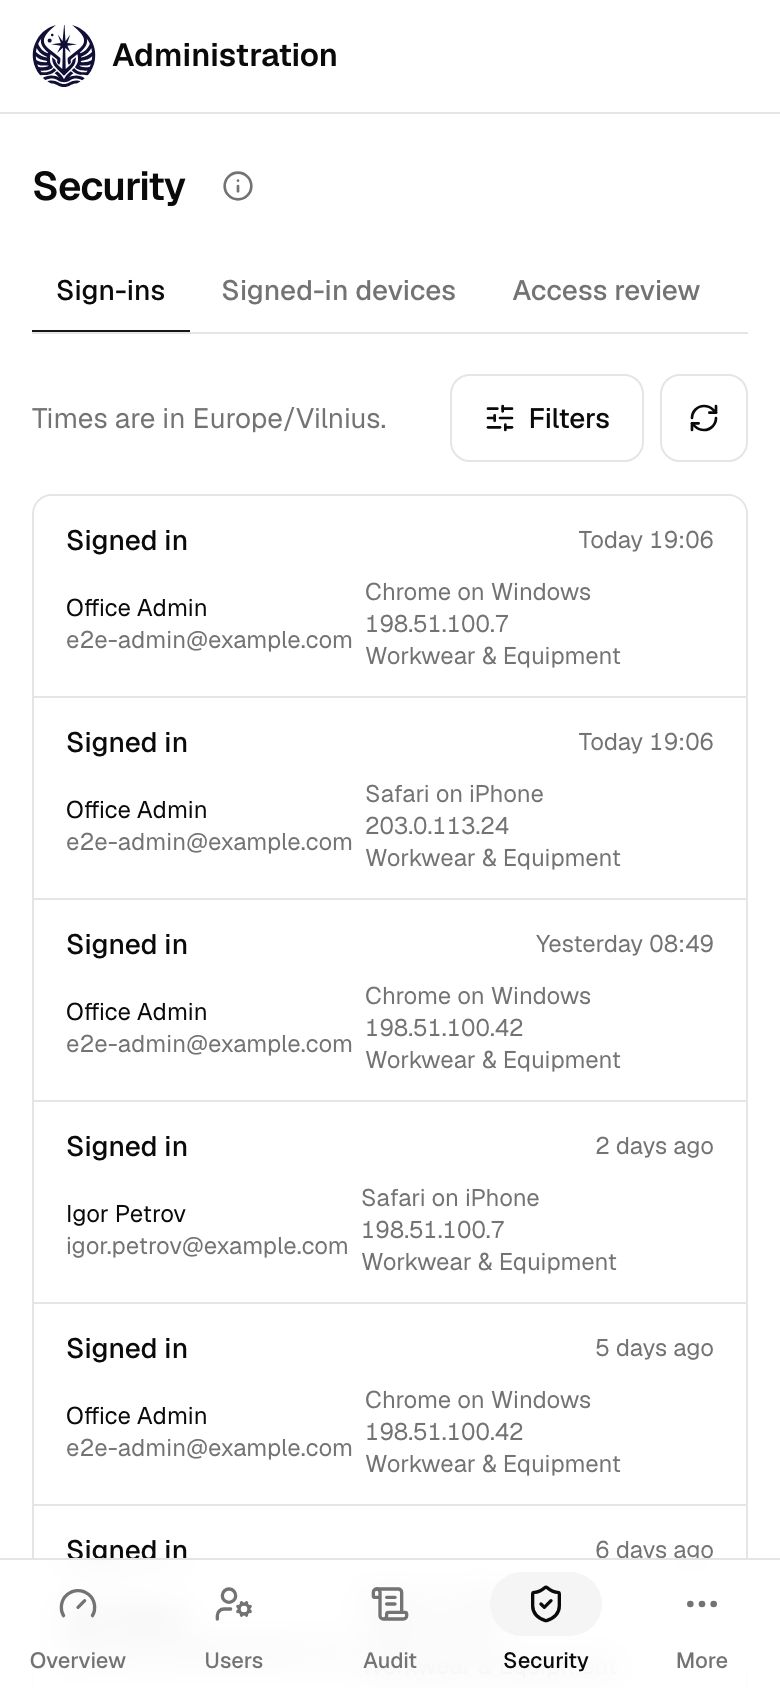 Administration
Security
Sign-ins
Signed-in devices
Access review
Times are in Europe/Vilnius.
Filters
Signed in
Today 19:06
Office Admin
e2e-admin@example.com
Chrome on Windows
198.51.100.7
Workwear & Equipment
Signed in
Today 19:06
Office Admin
e2e-admin@example.com
Safari on iPhone
203.0.113.24
Workwear & Equipment
Signed in
Yesterday 08:49
Office Admin
e2e-admin@example.com
Chrome on Windows
198.51.100.42
Workwear & Equipment
Signed in
2 days ago
Igor Petrov
igor.petrov@example.com
Safari on iPhone
198.51.100.7
Workwear & Equipment
Signed in
5 days ago
Office Admin
e2e-admin@example.com
Chrome on Windows
198.51.100.42
Workwear & Equipment
Signed in
6 days ago
Overview
Users
Audit
Security
More